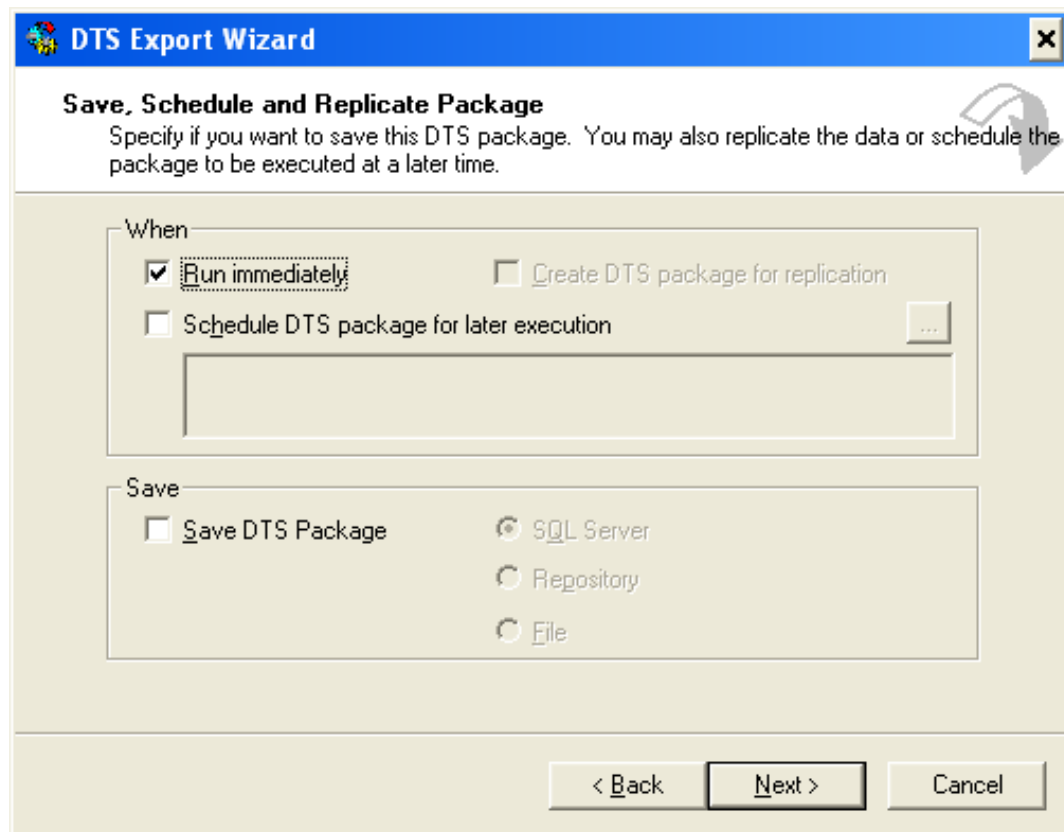 DTS Export Wizard
Save, Schedule and Replicate Package
Specify if you want to save this DTS package.  You may also replicate the data or schedule the
package to be executed at a later time.
When
Run immediately
Create DTS package for replication
Schedule DTS package for later execution
...
Save
Save DTS Package
SQL Server
Repository
File
< Back
Next >
Cancel